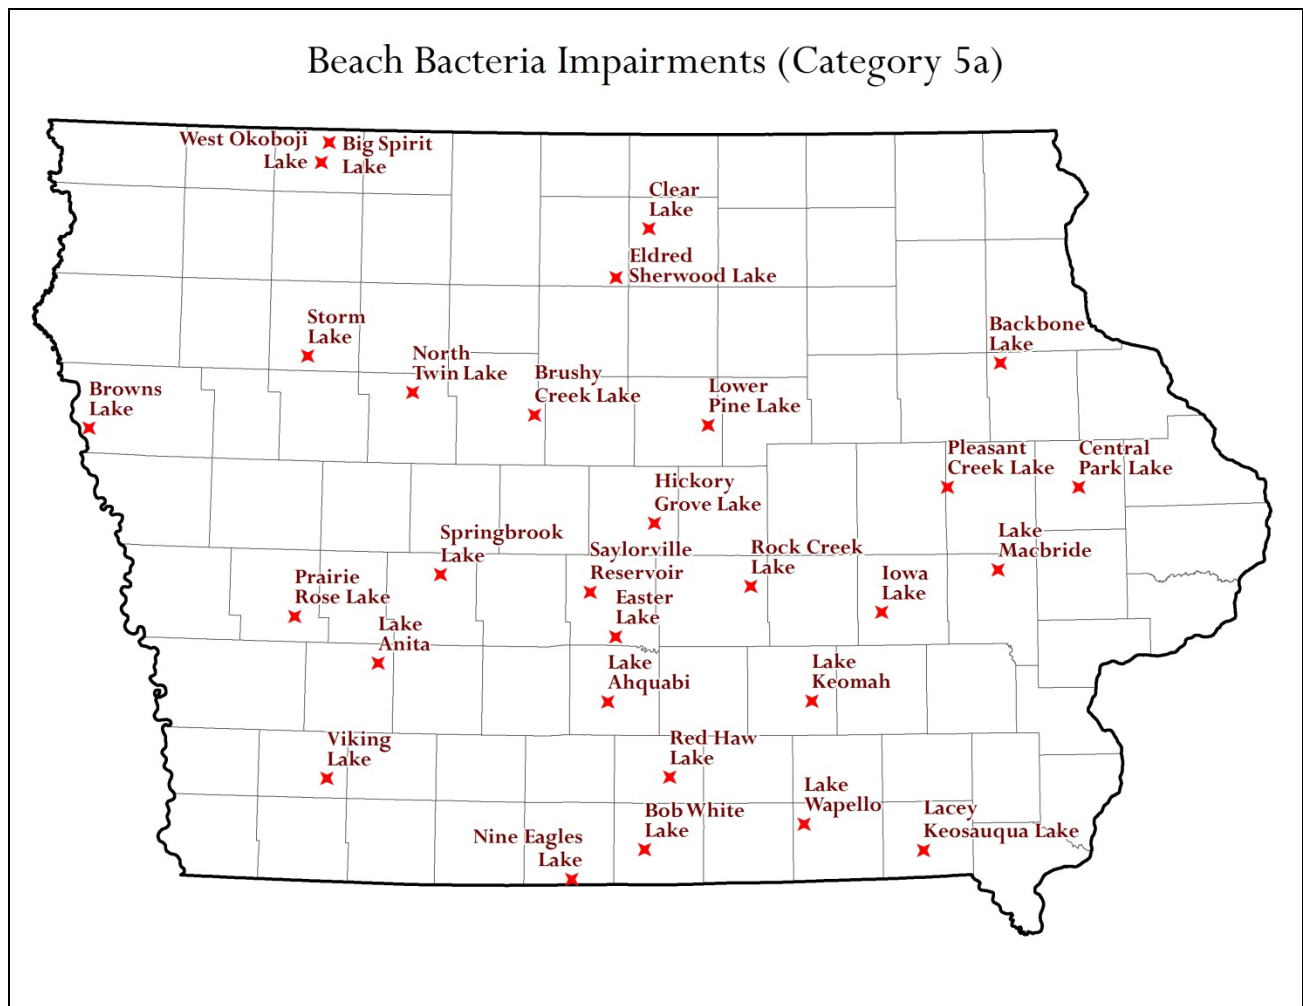 Beach Bacteria Impairments (Category 5a)
West Okoboji
Lake
Big Spirit
Lake
Clear
Lake
Eldred
Sherwood Lake
Storm
Lake
North
Twin Lake
Brushy
Creek Lake
Lower
Pine Lake
Backbone
Lake
Browns
Lake
Pleasant
Creek Lake
Central
Park Lake
Hickory
Grove Lake
Springbrook
Lake
Saylorville
Reservoir
Rock Creek
Lake
Lake
Macbride
Prairie
Rose Lake
Easter
Lake
Iowa
Lake
Lake
Anita
Lake
Ahquabi
Lake
Keomah
Viking
Lake
Red Haw
Lake
Lake
Wapello
Bob White
Lake
Lacey
Keosauqua Lake
Nine Eagles
Lake